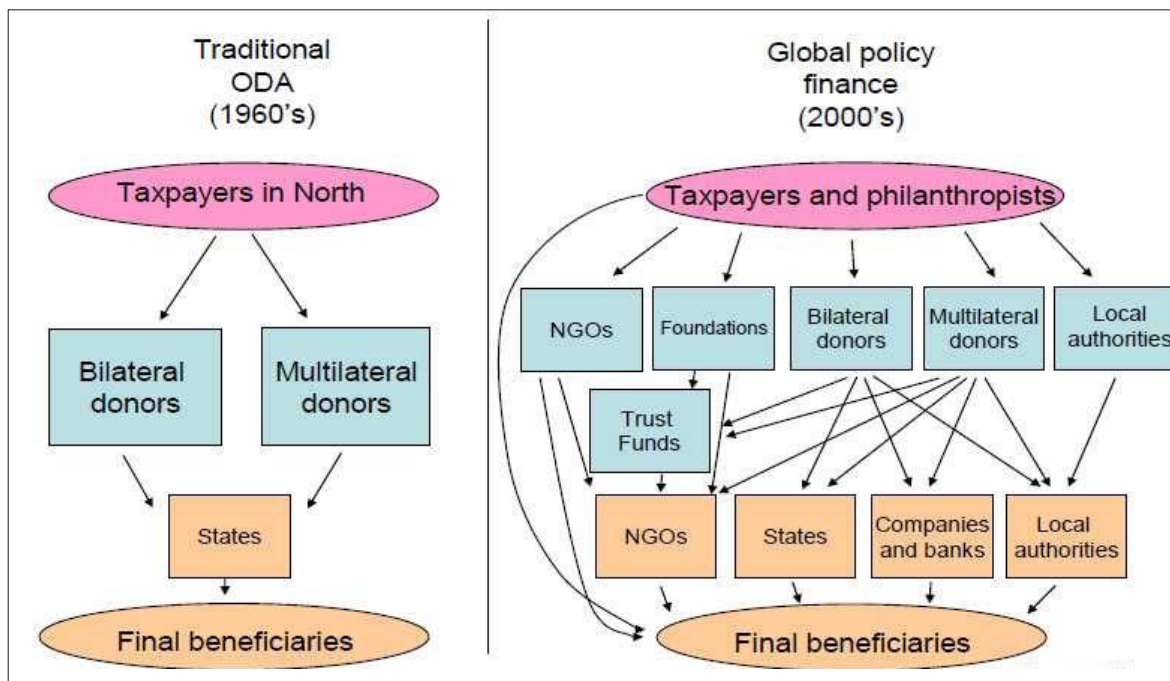 Traditional
ODA
(1960's)
Taxpayers in North
Bilateral
donors
Multilateral
donors
States
Final beneficiaries
Global policy
finance
(2000's)
Taxpayers and philanthropists
NGOs
Foundations
Bilateral
donors
Multilateral
donors
Local
authorities
Trust
Funds
NGOs
States
Companies
and banks
Local
authorities
Final beneficiaries